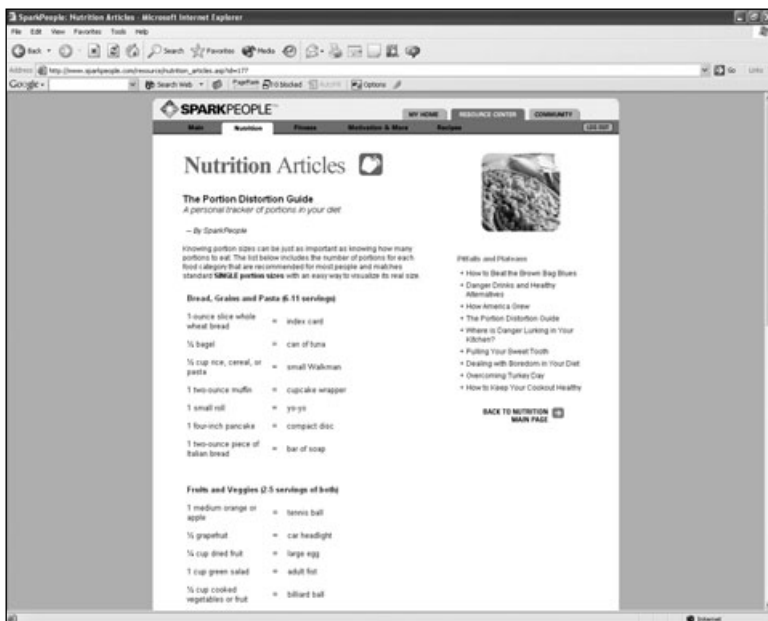 SparkPeople: Nutrition Articles - Microsoft Internet Explorer
File Edit View Favorites Tools Help
Back Search Favorites Media
Address http://www.sparkpeople.com/resource/nutrition_articles.asp?id=177 Go Links
Google Search Web PageRank blocked Options
SPARKPEOPLE
MY HOME RESOURCE CENTER COMMUNITY
Main Nutrition Fitness Motivation & More Recipes LOG OUT
Nutrition Articles
The Portion Distortion Guide
A personal tracker of portions in your diet
-- By SparkPeople
Knowing portion sizes can be just as important as knowing how many
portions to eat. The list below includes the number of portions for each
food category that are recommended for most people and matches
standard SINGLE portion sizes with an easy way to visualize its real size.
Bread, Grains and Pasta (6-11 servings)
1-ounce slice whole
wheat bread = index card
½ bagel = can of tuna
½ cup rice, cereal, or
pasta = small Walkman
1 two-ounce muffin = cupcake wrapper
1 small roll = yo-yo
1 four-inch pancake = compact disc
1 two-ounce piece of
Italian bread = bar of soap
Fruits and Veggies (2-5 servings of both)
1 medium orange or
apple = tennis ball
½ grapefruit = car headlight
¼ cup dried fruit = large egg
1 cup green salad = adult fist
½ cup cooked
vegetables or fruit = billiard ball
Pitfalls and Plateaus
• How to Beat the Brown Bag Blues
• Danger Drinks and Healthy
Alternatives
• How America Grew
• The Portion Distortion Guide
• Where is Danger Lurking in Your
Kitchen?
• Pulling Your Sweet Tooth
• Dealing with Boredom in Your Diet
• Overcoming Turkey Day
• How to Keep Your Cookout Healthy
BACK TO NUTRITION
MAIN PAGE
Internet